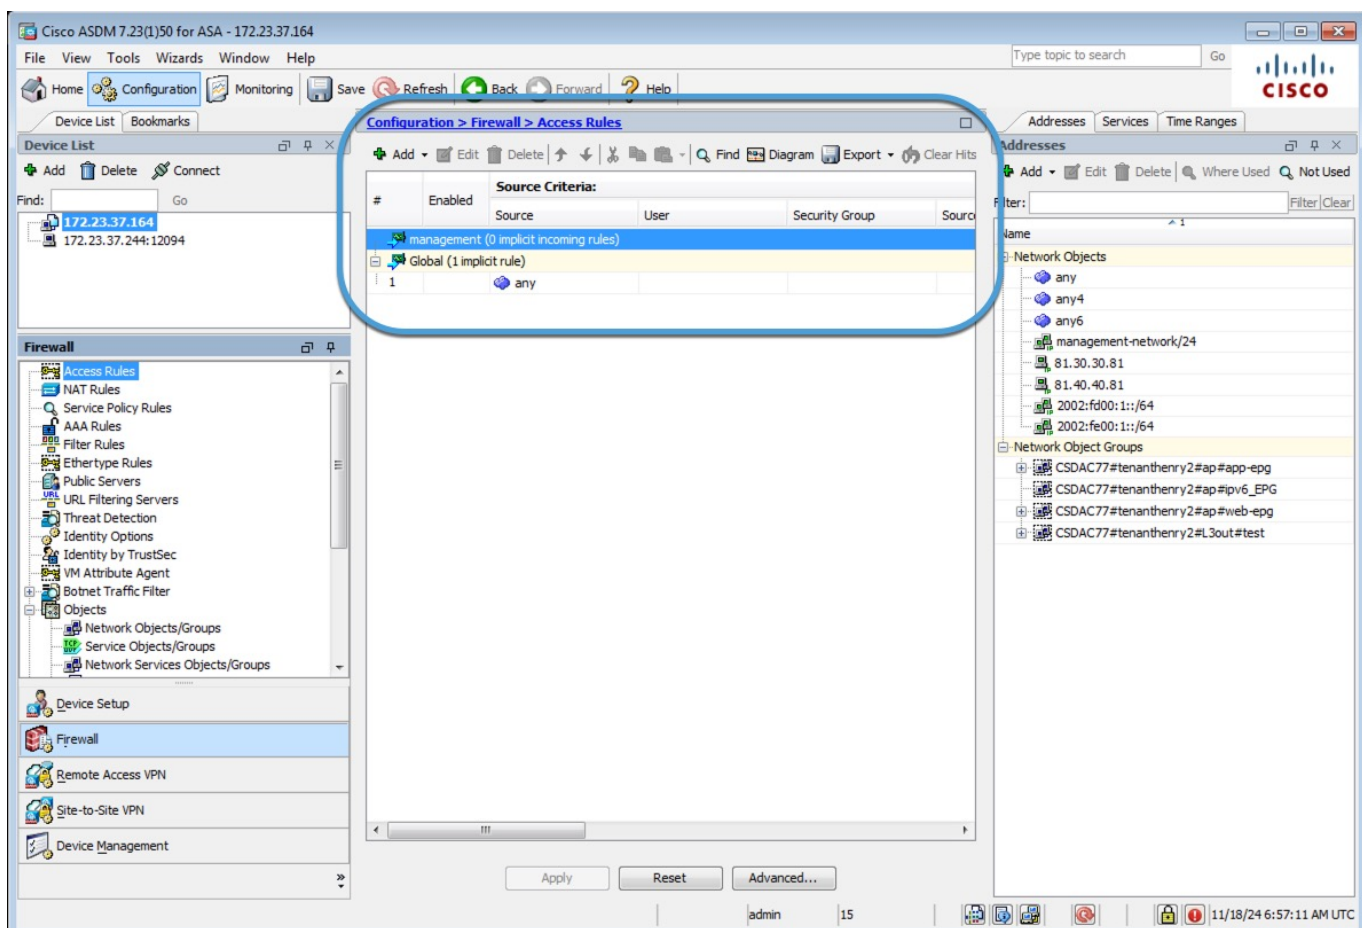 Cisco ASDM 7.23(1)50 for ASA - 172.23.37.164
File View Tools Wizards Window Help
Type topic to search Go
Home Configuration Monitoring Save Refresh Back Forward Help
CISCO
Device List Bookmarks
Device List
Add Delete Connect
Find: Go
172.23.37.164
172.23.37.244:12094
Firewall
Access Rules
NAT Rules
Service Policy Rules
AAA Rules
Filter Rules
Ethertype Rules
Public Servers
URL Filtering Servers
Threat Detection
Identity Options
Identity by TrustSec
VM Attribute Agent
Botnet Traffic Filter
Objects
Network Objects/Groups
Service Objects/Groups
Network Services Objects/Groups
Device Setup
Firewall
Remote Access VPN
Site-to-Site VPN
Device Management
Configuration > Firewall > Access Rules
Add Edit Delete Find Diagram Export Clear Hits
# Enabled Source Criteria:
Source User Security Group Source
management (0 implicit incoming rules)
Global (1 implicit rule)
1 any
Apply Reset Advanced...
Addresses Services Time Ranges
Addresses
Add Edit Delete Where Used Not Used
Filter: Filter Clear
1
Name
Network Objects
any
any4
any6
management-network/24
81.30.30.81
81.40.40.81
2002:fd00:1::/64
2002:fe00:1::/64
Network Object Groups
CSDAC77#tenanthenry2#ap#app-epg
CSDAC77#tenanthenry2#ap#ipv6_EPG
CSDAC77#tenanthenry2#ap#web-epg
CSDAC77#tenanthenry2#L3out#test
admin 15 11/18/24 6:57:11 AM UTC